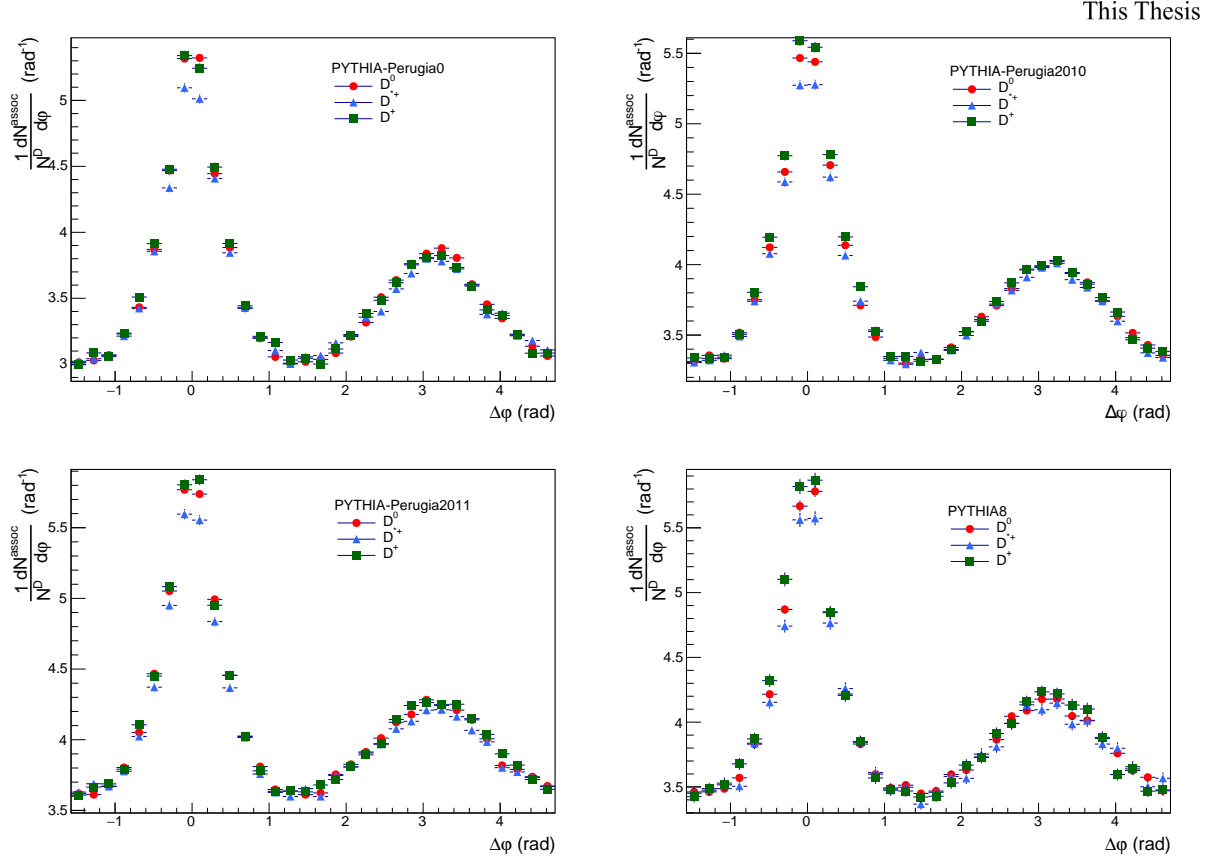 This Thesis
1 dN^assoc (rad⁻¹)
N^D dφ
PYTHIA-Perugia0
D⁰
D*⁺
D⁺
5
4.5
4
3.5
3
−1 0 1 2 3 4
Δφ (rad)
1 dN^assoc (rad⁻¹)
N^D dφ
PYTHIA-Perugia2010
D⁰
D*⁺
D⁺
5.5
5
4.5
4
3.5
−1 0 1 2 3 4
Δφ (rad)
1 dN^assoc (rad⁻¹)
N^D dφ
PYTHIA-Perugia2011
D⁰
D*⁺
D⁺
5.5
5
4.5
4
3.5
−1 0 1 2 3 4
Δφ (rad)
1 dN^assoc (rad⁻¹)
N^D dφ
PYTHIA8
D⁰
D*⁺
D⁺
5.5
5
4.5
4
3.5
−1 0 1 2 3 4
Δφ (rad)